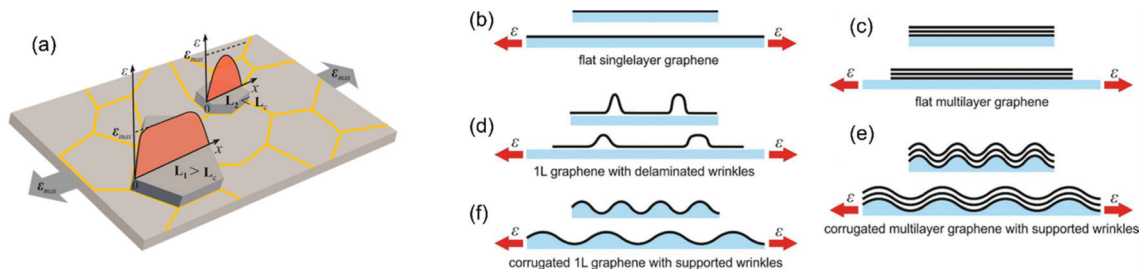 (a)
ε
ε
ε_max
ε_max
x
0
L₂ < L_c
ε_max
ε_max
x
0
L₁ > L_c
ε_max
(b)
ε ε
flat singlelayer graphene
(c)
ε ε
flat multilayer graphene
(d)
ε ε
1L graphene with delaminated wrinkles
(e)
ε ε
corrugated multilayer graphene with supported wrinkles
(f)
ε ε
corrugated 1L graphene with supported wrinkles